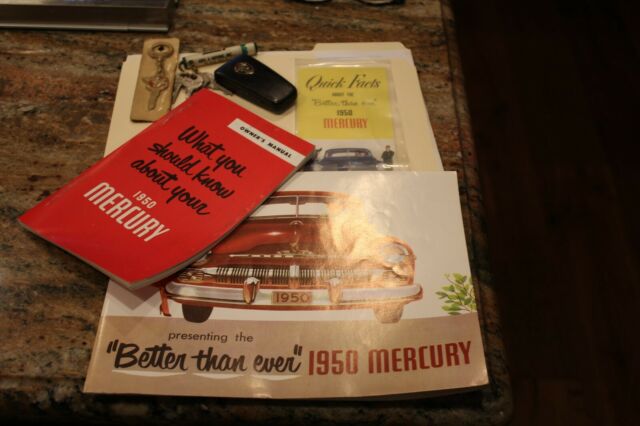 Quick Facts
ABOUT THE
"Better than ever"
1950
MERCURY
OWNER'S MANUAL
What you
should know
about your
1950
MERCURY
1950
presenting the
"Better than ever" 1950 MERCURY